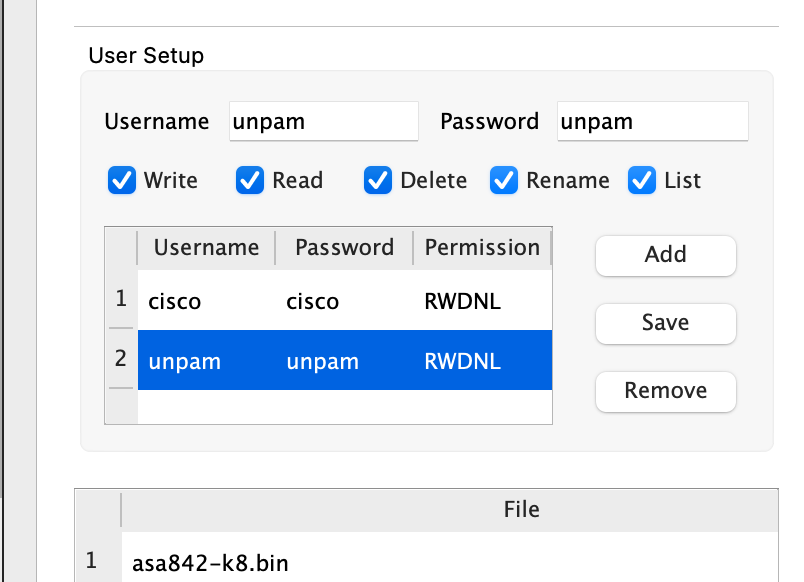 User Setup
Username unpam Password unpam
Write Read Delete Rename List
Username Password Permission
1 cisco cisco RWDNL
2 unpam unpam RWDNL
Add
Save
Remove
File
1 asa842-k8.bin